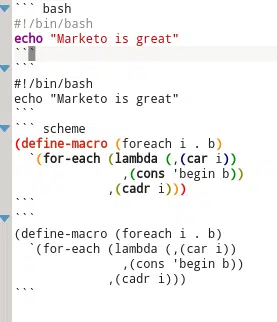 ``` bash
#!/bin/bash
echo "Marketo is great"
```
```
#!/bin/bash
echo "Marketo is great"
```
``` scheme
(define-macro (foreach i . b)
  `(for-each (lambda (,(car i))
               ,(cons 'begin b))
             ,(cadr i)))
```
```
(define-macro (foreach i . b)
  `(for-each (lambda (,(car i))
               ,(cons 'begin b))
             ,(cadr i)))
```